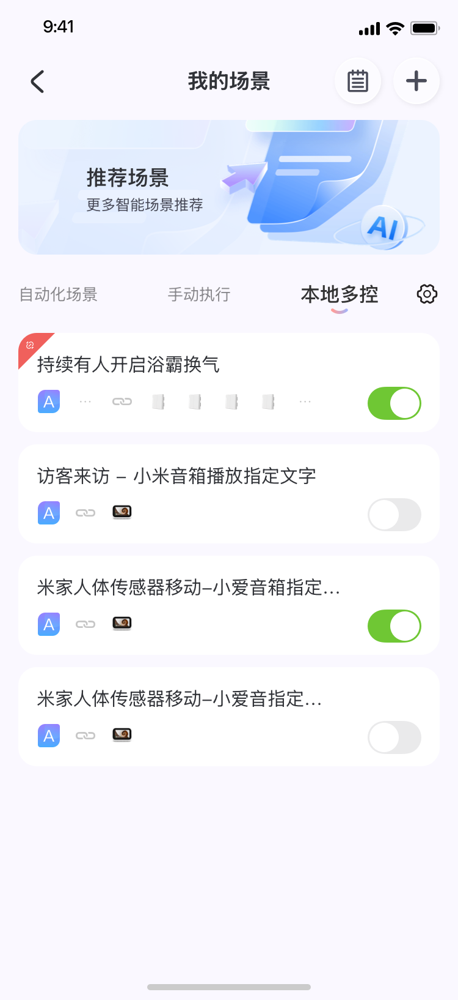 9:41
我的场景
推荐场景
更多智能场景推荐
AI
自动化场景
手动执行
本地多控
持续有人开启浴霸换气
A
访客来访 – 小米音箱播放指定文字
A
米家人体传感器移动–小爱音箱指定...
A
米家人体传感器移动–小爱音指定...
A